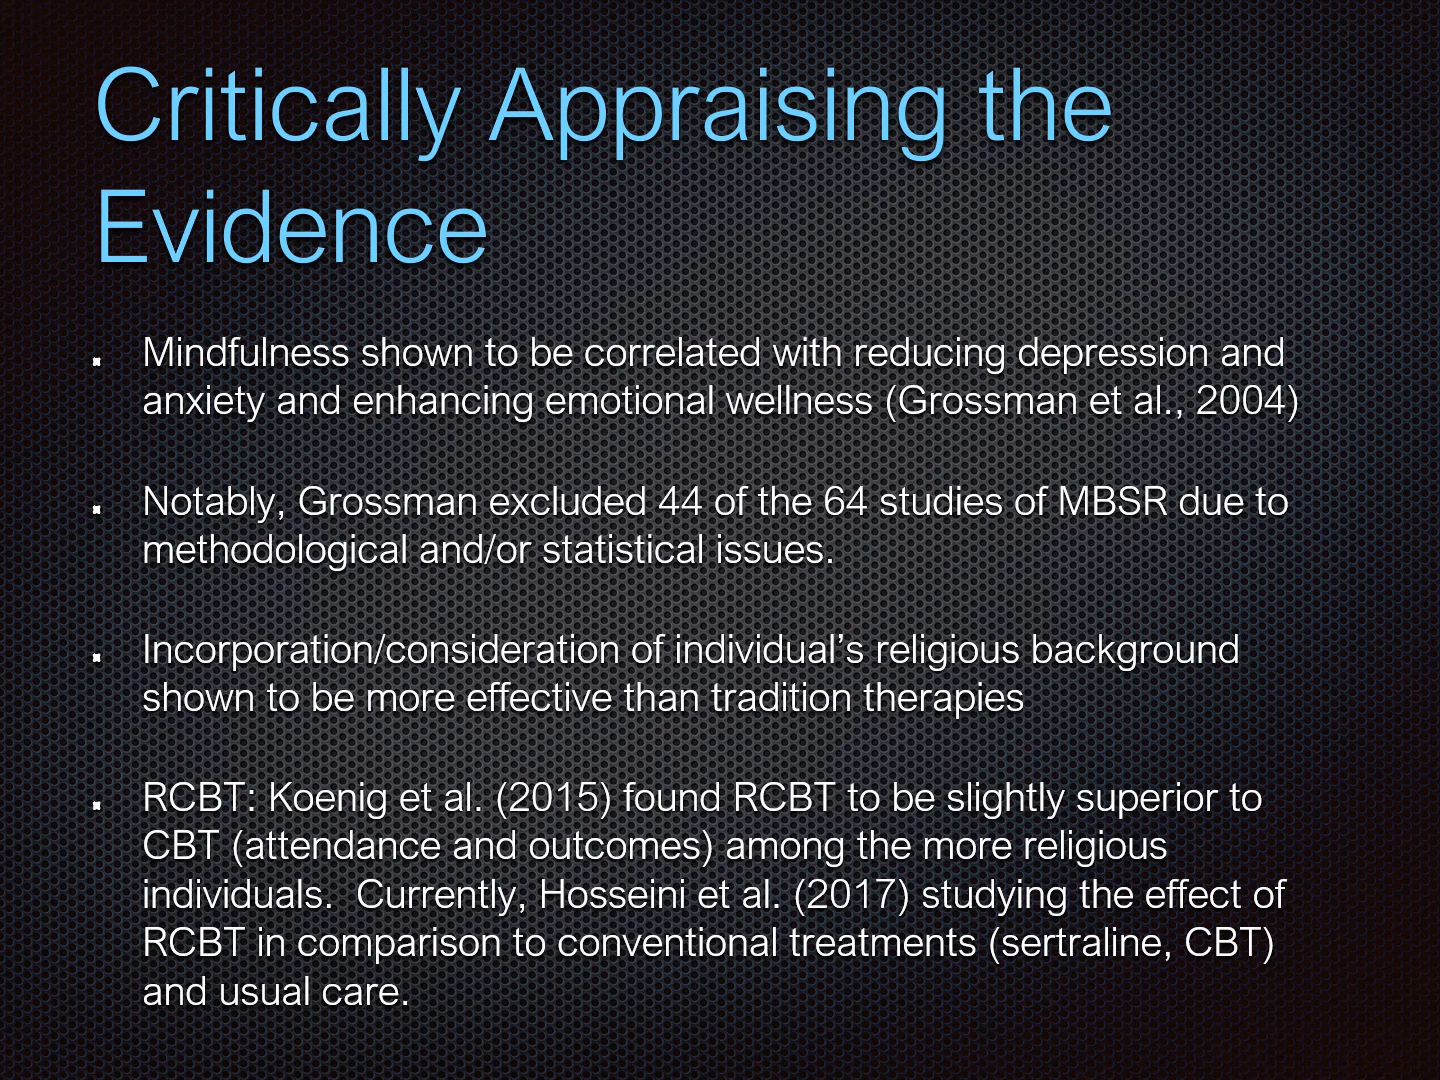 Critically Appraising the
Evidence
Mindfulness shown to be correlated with reducing depression and
anxiety and enhancing emotional wellness (Grossman et al., 2004)
Notably, Grossman excluded 44 of the 64 studies of MBSR due to
methodological and/or statistical issues.
Incorporation/consideration of individual’s religious background
shown to be more effective than tradition therapies
RCBT: Koenig et al. (2015) found RCBT to be slightly superior to
CBT (attendance and outcomes) among the more religious
individuals.  Currently, Hosseini et al. (2017) studying the effect of
RCBT in comparison to conventional treatments (sertraline, CBT)
and usual care.